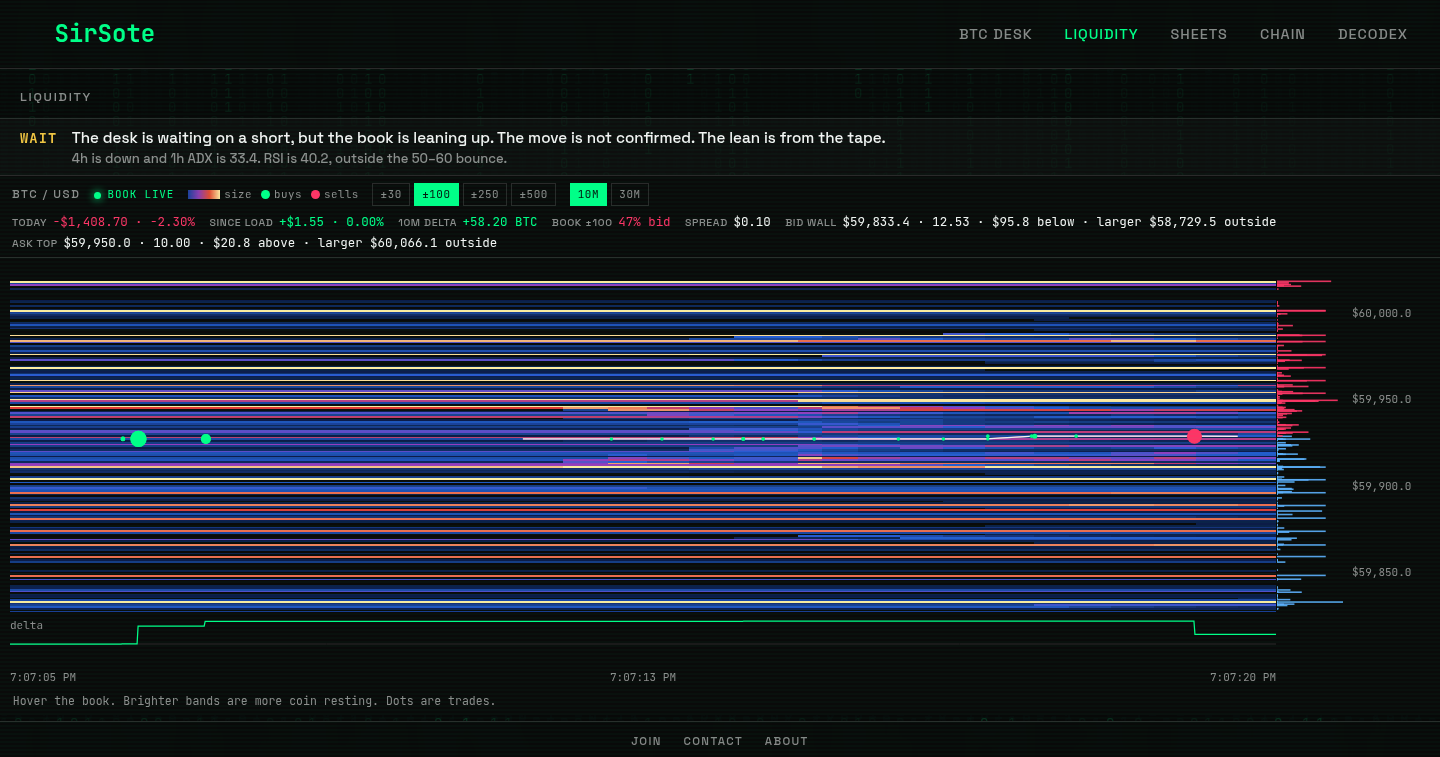 SirSote
BTC DESK LIQUIDITY SHEETS CHAIN DECODEX
LIQUIDITY
WAIT The desk is waiting on a short, but the book is leaning up. The move is not confirmed. The lean is from the tape.
4h is down and 1h ADX is 33.4. RSI is 40.2, outside the 50–60 bounce.
BTC / USD BOOK LIVE size buys sells ±30 ±100 ±250 ±500 10M 30M
TODAY -$1,408.70 · -2.30% SINCE LOAD +$1.55 · 0.00% 10M DELTA +58.20 BTC BOOK ±100 47% bid SPREAD $0.10 BID WALL $59,833.4 · 12.53 · $95.8 below · larger $58,729.5 outside
ASK TOP $59,950.0 · 10.00 · $20.8 above · larger $60,066.1 outside
$60,000.0
$59,950.0
$59,900.0
$59,850.0
delta
7:07:05 PM 7:07:13 PM 7:07:20 PM
Hover the book. Brighter bands are more coin resting. Dots are trades.
JOIN CONTACT ABOUT